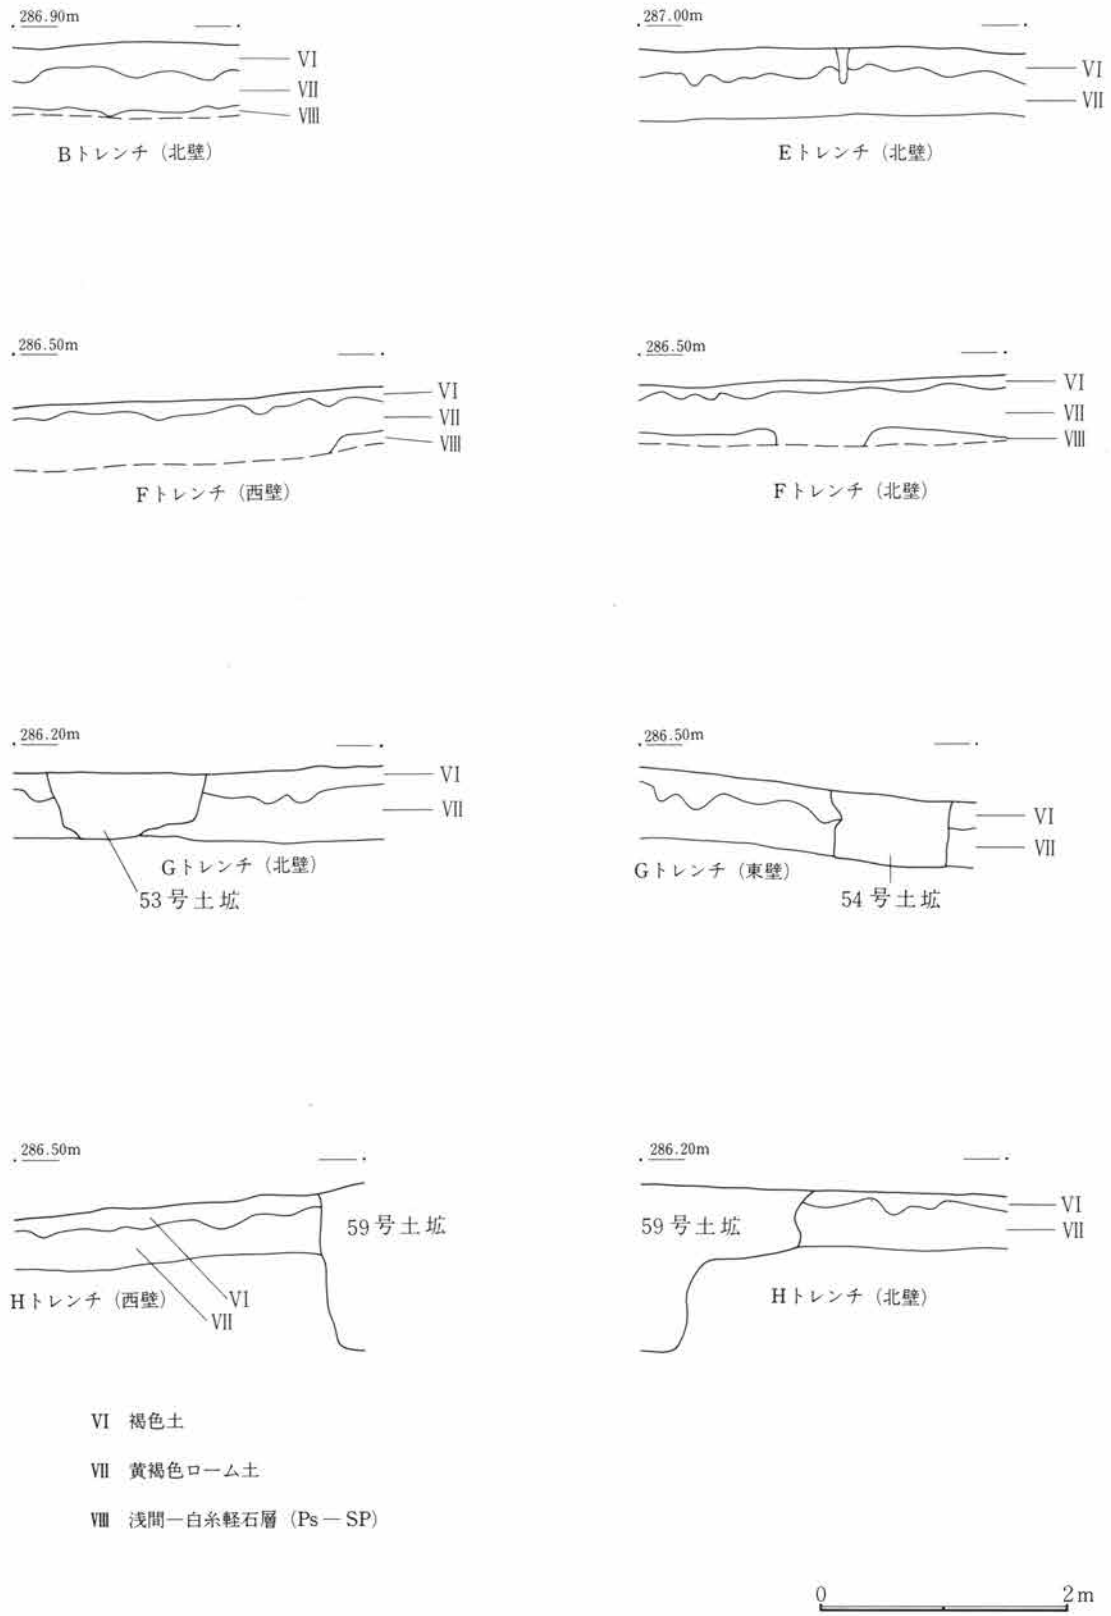 286.90m
VI
VII
VIII
Bトレンチ (北壁)
287.00m
VI
VII
Eトレンチ (北壁)
286.50m
VI
VII
VIII
Fトレンチ (西壁)
286.50m
VI
VII
VIII
Fトレンチ (北壁)
286.20m
VI
VII
Gトレンチ (北壁)
53号土坑
286.50m
VI
VII
Gトレンチ (東壁)
54号土坑
286.50m
59号土坑
VI
VII
Hトレンチ (西壁)
286.20m
59号土坑
VI
VII
Hトレンチ (北壁)
VI 褐色土
VII 黄褐色ローム土
VIII 浅間―白糸軽石層 (Ps ― SP)
0 2m